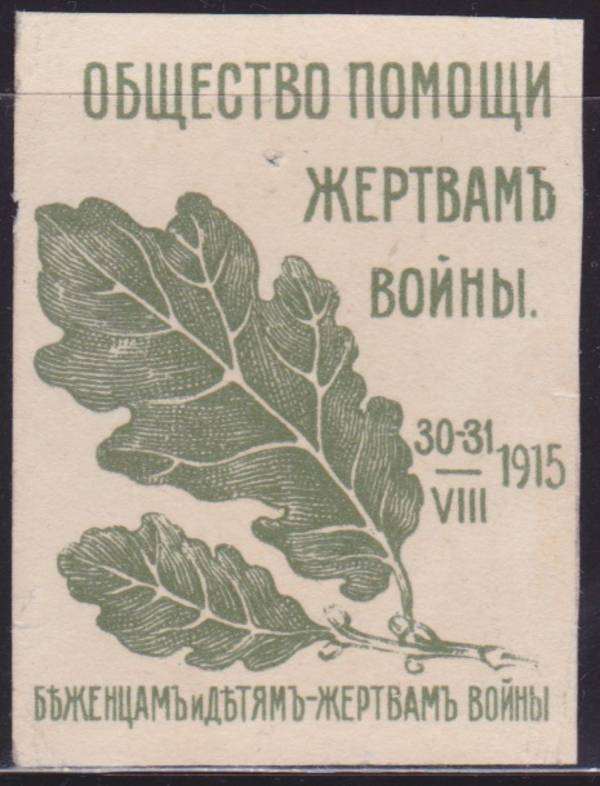 ОБЩЕСТВО ПОМОЩИ
ЖЕРТВАМЪ
ВОЙНЫ.
30-31
VIII
1915
БѢЖЕНЦАМЪ и ДѢТЯМЪ-ЖЕРТВАМЪ ВОЙНЫ